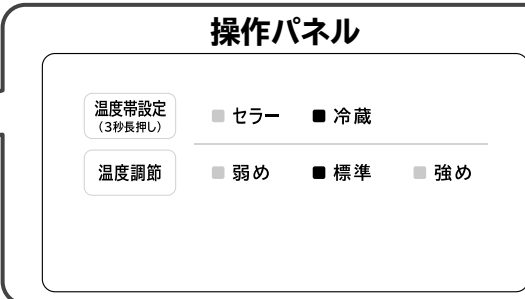 操作パネル
温度帯設定
(3秒長押し)
セラー 冷蔵
温度調節 弱め 標準 強め